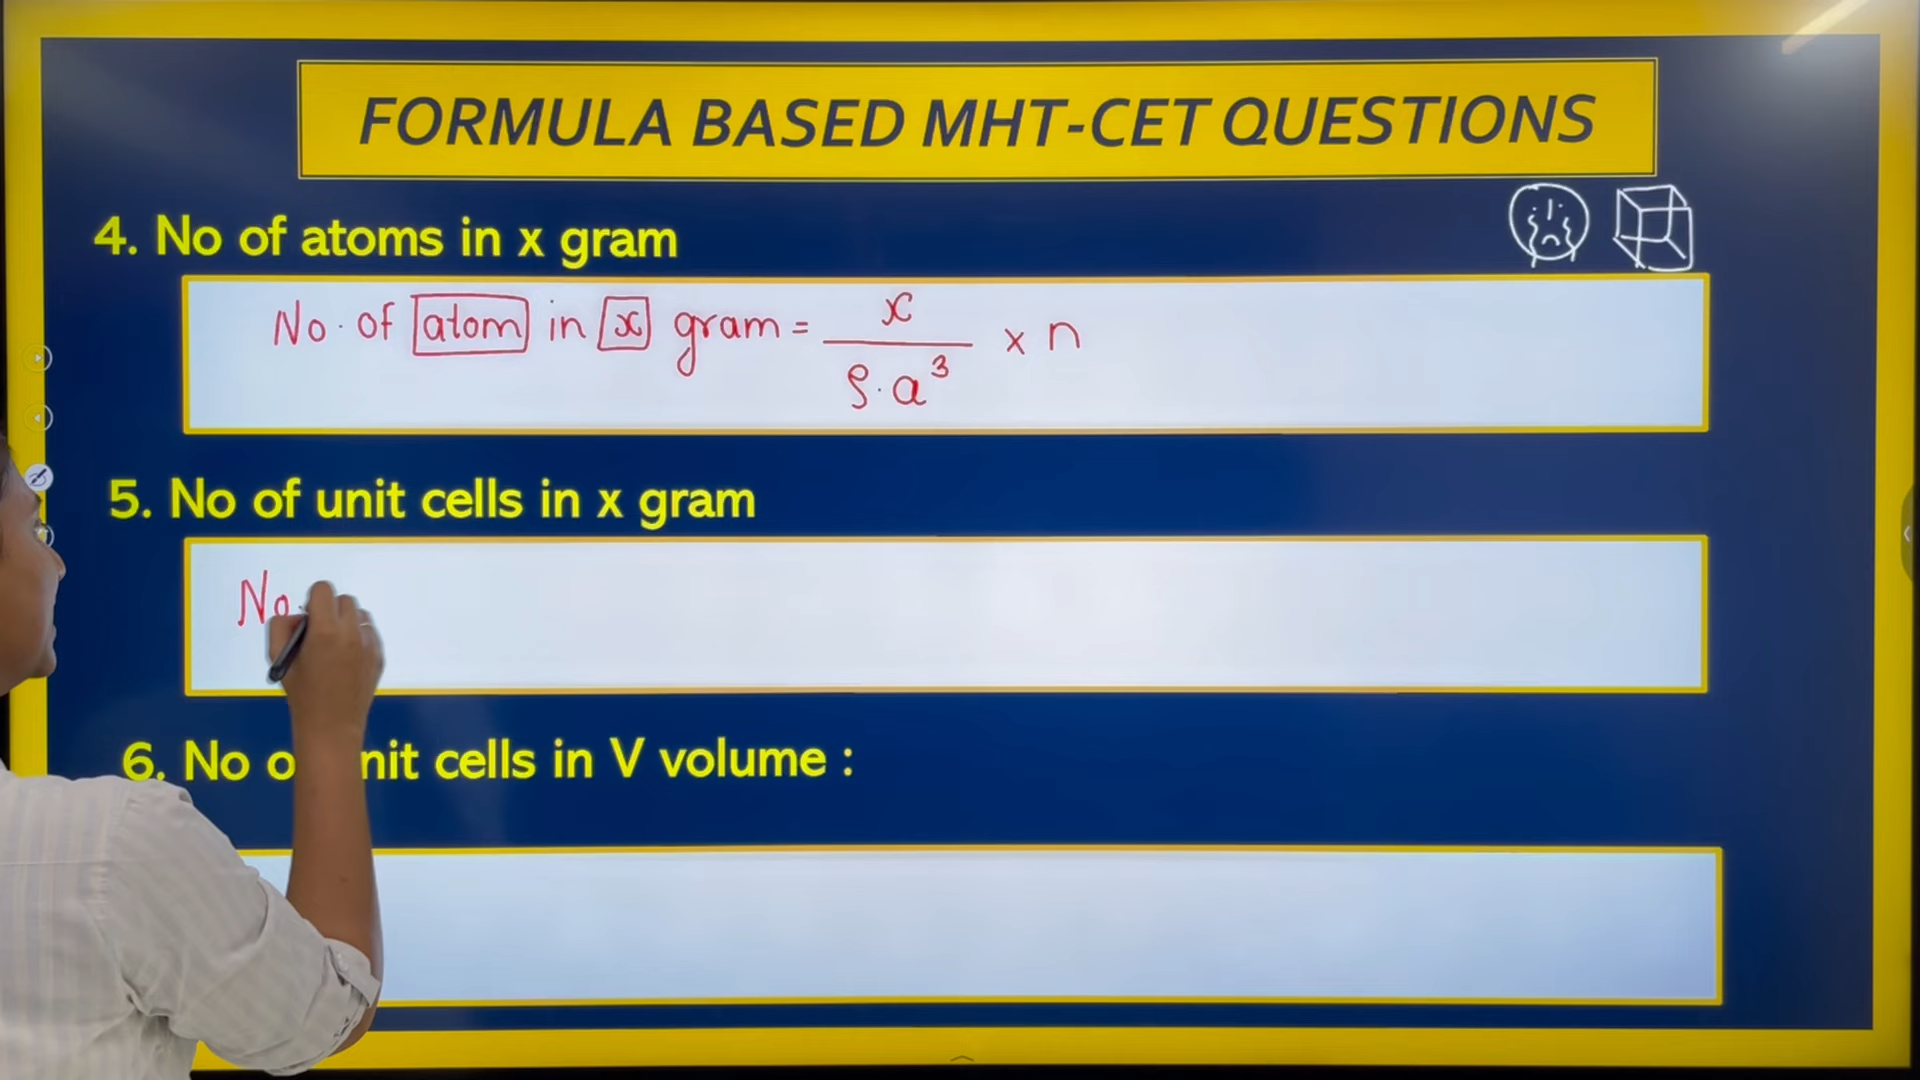 FORMULA BASED MHT-CET QUESTIONS
4. No of atoms in x gram
No. of atom in x gram = x / ρ·a³ × n
5. No of unit cells in x gram
No.
6. No o nit cells in V volume :